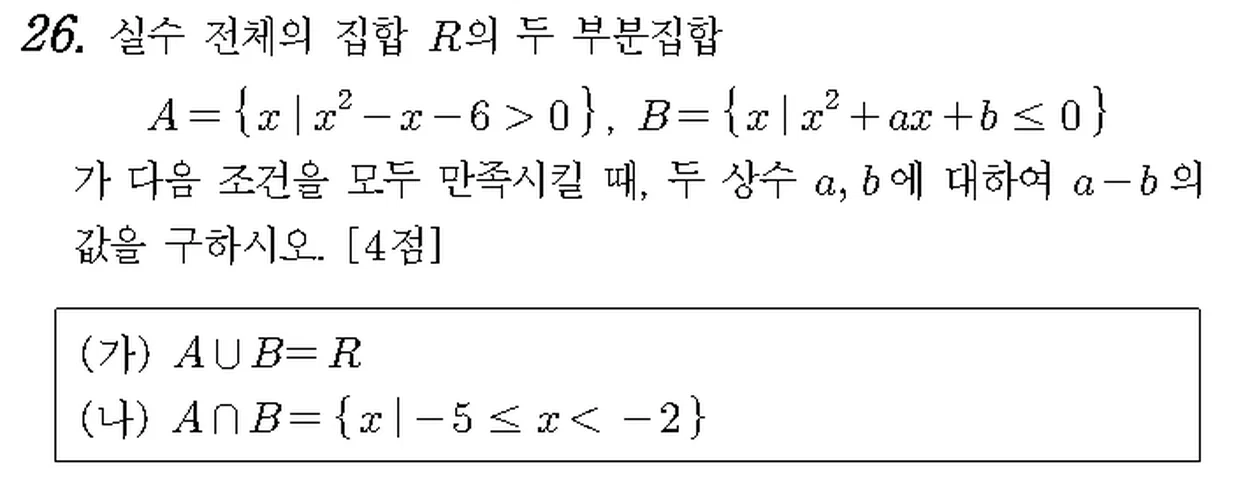 26. 실수 전체의 집합 R의 두 부분집합
A = {x | x² − x − 6 > 0}, B = {x | x² + ax + b ≤ 0}
가 다음 조건을 모두 만족시킬 때, 두 상수 a, b에 대하여 a − b의
값을 구하시오. [4점]
(가) A ∪ B = R
(나) A ∩ B = {x | −5 ≤ x < −2}